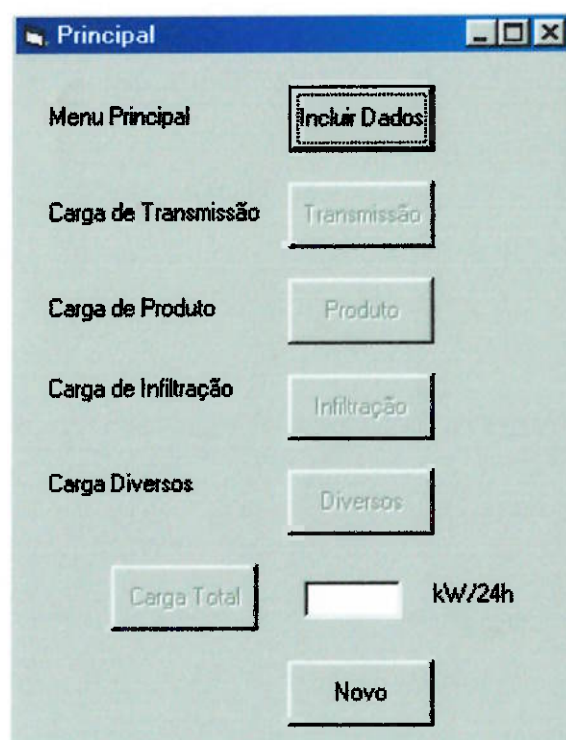 Principal
Menu Principal Incluir Dados
Carga de Transmissão Transmissão
Carga de Produto Produto
Carga de Infiltração Infiltração
Carga Diversos Diversos
Carga Total kW/24h
Novo